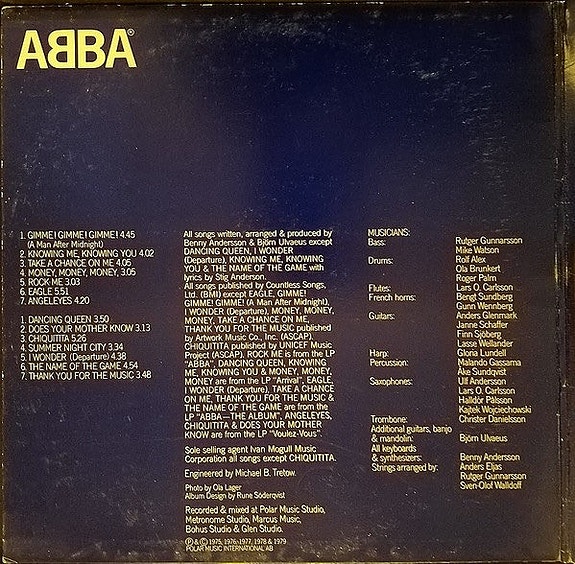 ABBA®
1. GIMME! GIMME! GIMME! 4.45
(A Man After Midnight)
2. KNOWING ME, KNOWING YOU 4.02
3. TAKE A CHANCE ON ME 4.05
4. MONEY, MONEY, MONEY, 3.05
5. ROCK ME 3.03
6. EAGLE 5.51
7. ANGELEYES 4.20
1. DANCING QUEEN 3.50
2. DOES YOUR MOTHER KNOW 3.13
3. CHIQUITITA 5.26
4. SUMMER NIGHT CITY 3.34
5. I WONDER (Departure) 4.38
6. THE NAME OF THE GAME 4.54
7. THANK YOU FOR THE MUSIC 3.48
All songs written, arranged & produced by
Benny Andersson & Björn Ulvaeus except
DANCING QUEEN, I WONDER
(Departure), KNOWING ME, KNOWING
YOU & THE NAME OF THE GAME with
lyrics by Stig Anderson.
All songs published by Countless Songs,
Ltd. (BMI) except EAGLE, GIMME!
GIMME! GIMME! (A Man After Midnight),
I WONDER (Departure), MONEY, MONEY,
MONEY, TAKE A CHANCE ON ME,
THANK YOU FOR THE MUSIC published
by Artwork Music Co., Inc. (ASCAP)
CHIQUITITA published by UNICEF Music
Project (ASCAP). ROCK ME is from the LP
"ABBA", DANCING QUEEN, KNOWING
ME, KNOWING YOU & MONEY, MONEY,
MONEY are from the LP "Arrival", EAGLE,
I WONDER (Departure), TAKE A CHANCE
ON ME, THANK YOU FOR THE MUSIC &
THE NAME OF THE GAME are from the
LP "ABBA—THE ALBUM", ANGELEYES,
CHIQUITITA & DOES YOUR MOTHER
KNOW are from the LP "Voulez-Vous".
Sole selling agent Ivan Mogull Music
Corporation all songs except CHIQUITITA.
Engineered by Michael B. Tretow.
Photo by Ola Lager
Album Design by Rune Söderqvist
Recorded & mixed at Polar Music Studio,
Metronome Studio, Marcus Music,
Bohus Studio & Glen Studio.
℗ & © 1975, 1976, 1977, 1978 & 1979
POLAR MUSIC INTERNATIONAL AB
MUSICIANS:
Bass: Rutger Gunnarsson
Mike Watson
Drums: Rolf Alex
Ola Brunkert
Roger Palm
Flutes: Lars O. Carlsson
French horns: Bengt Sundberg
Gunn Wennberg
Guitars: Anders Glenmark
Janne Schaffer
Finn Sjöberg
Lasse Wellander
Harp: Gloria Lundell
Percussion: Malando Gassama
Åke Sundqvist
Saxophones: Ulf Andersson
Lars O. Carlsson
Halldór Pálsson
Kajtek Wojciechowski
Trombone: Christer Danielsson
Additional guitars, banjo
& mandolin: Björn Ulvaeus
All keyboards
& synthesizers: Benny Andersson
Strings arranged by: Anders Eljas
Rutger Gunnarsson
Sven-Olof Walldoff